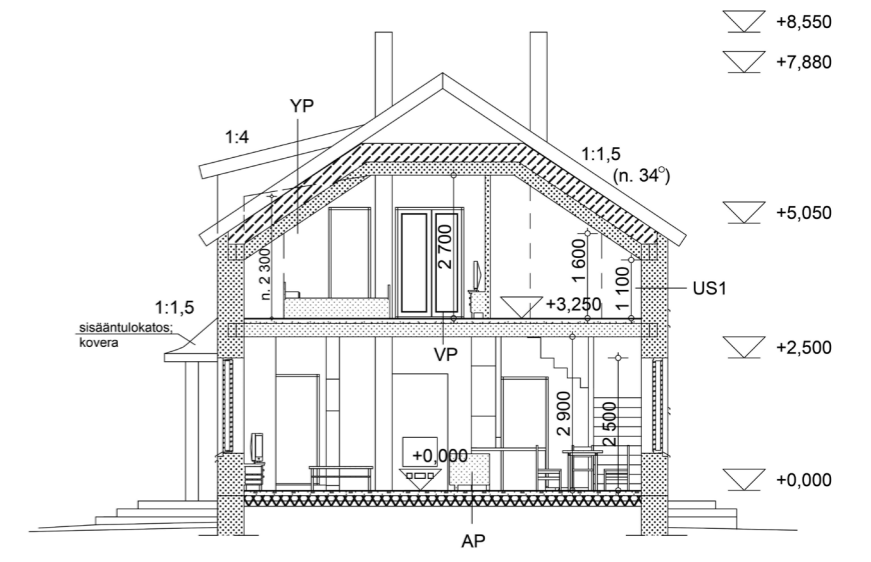 +8,550
+7,880
YP
1:4
1:1,5
(n. 34°)
+5,050
2 700
1 600
n. 2 300
1 100
US1
+3,250
1:1,5
sisääntulokatos;
kovera
VP
+2,500
2 900
2 500
+0,000
+0,000
AP